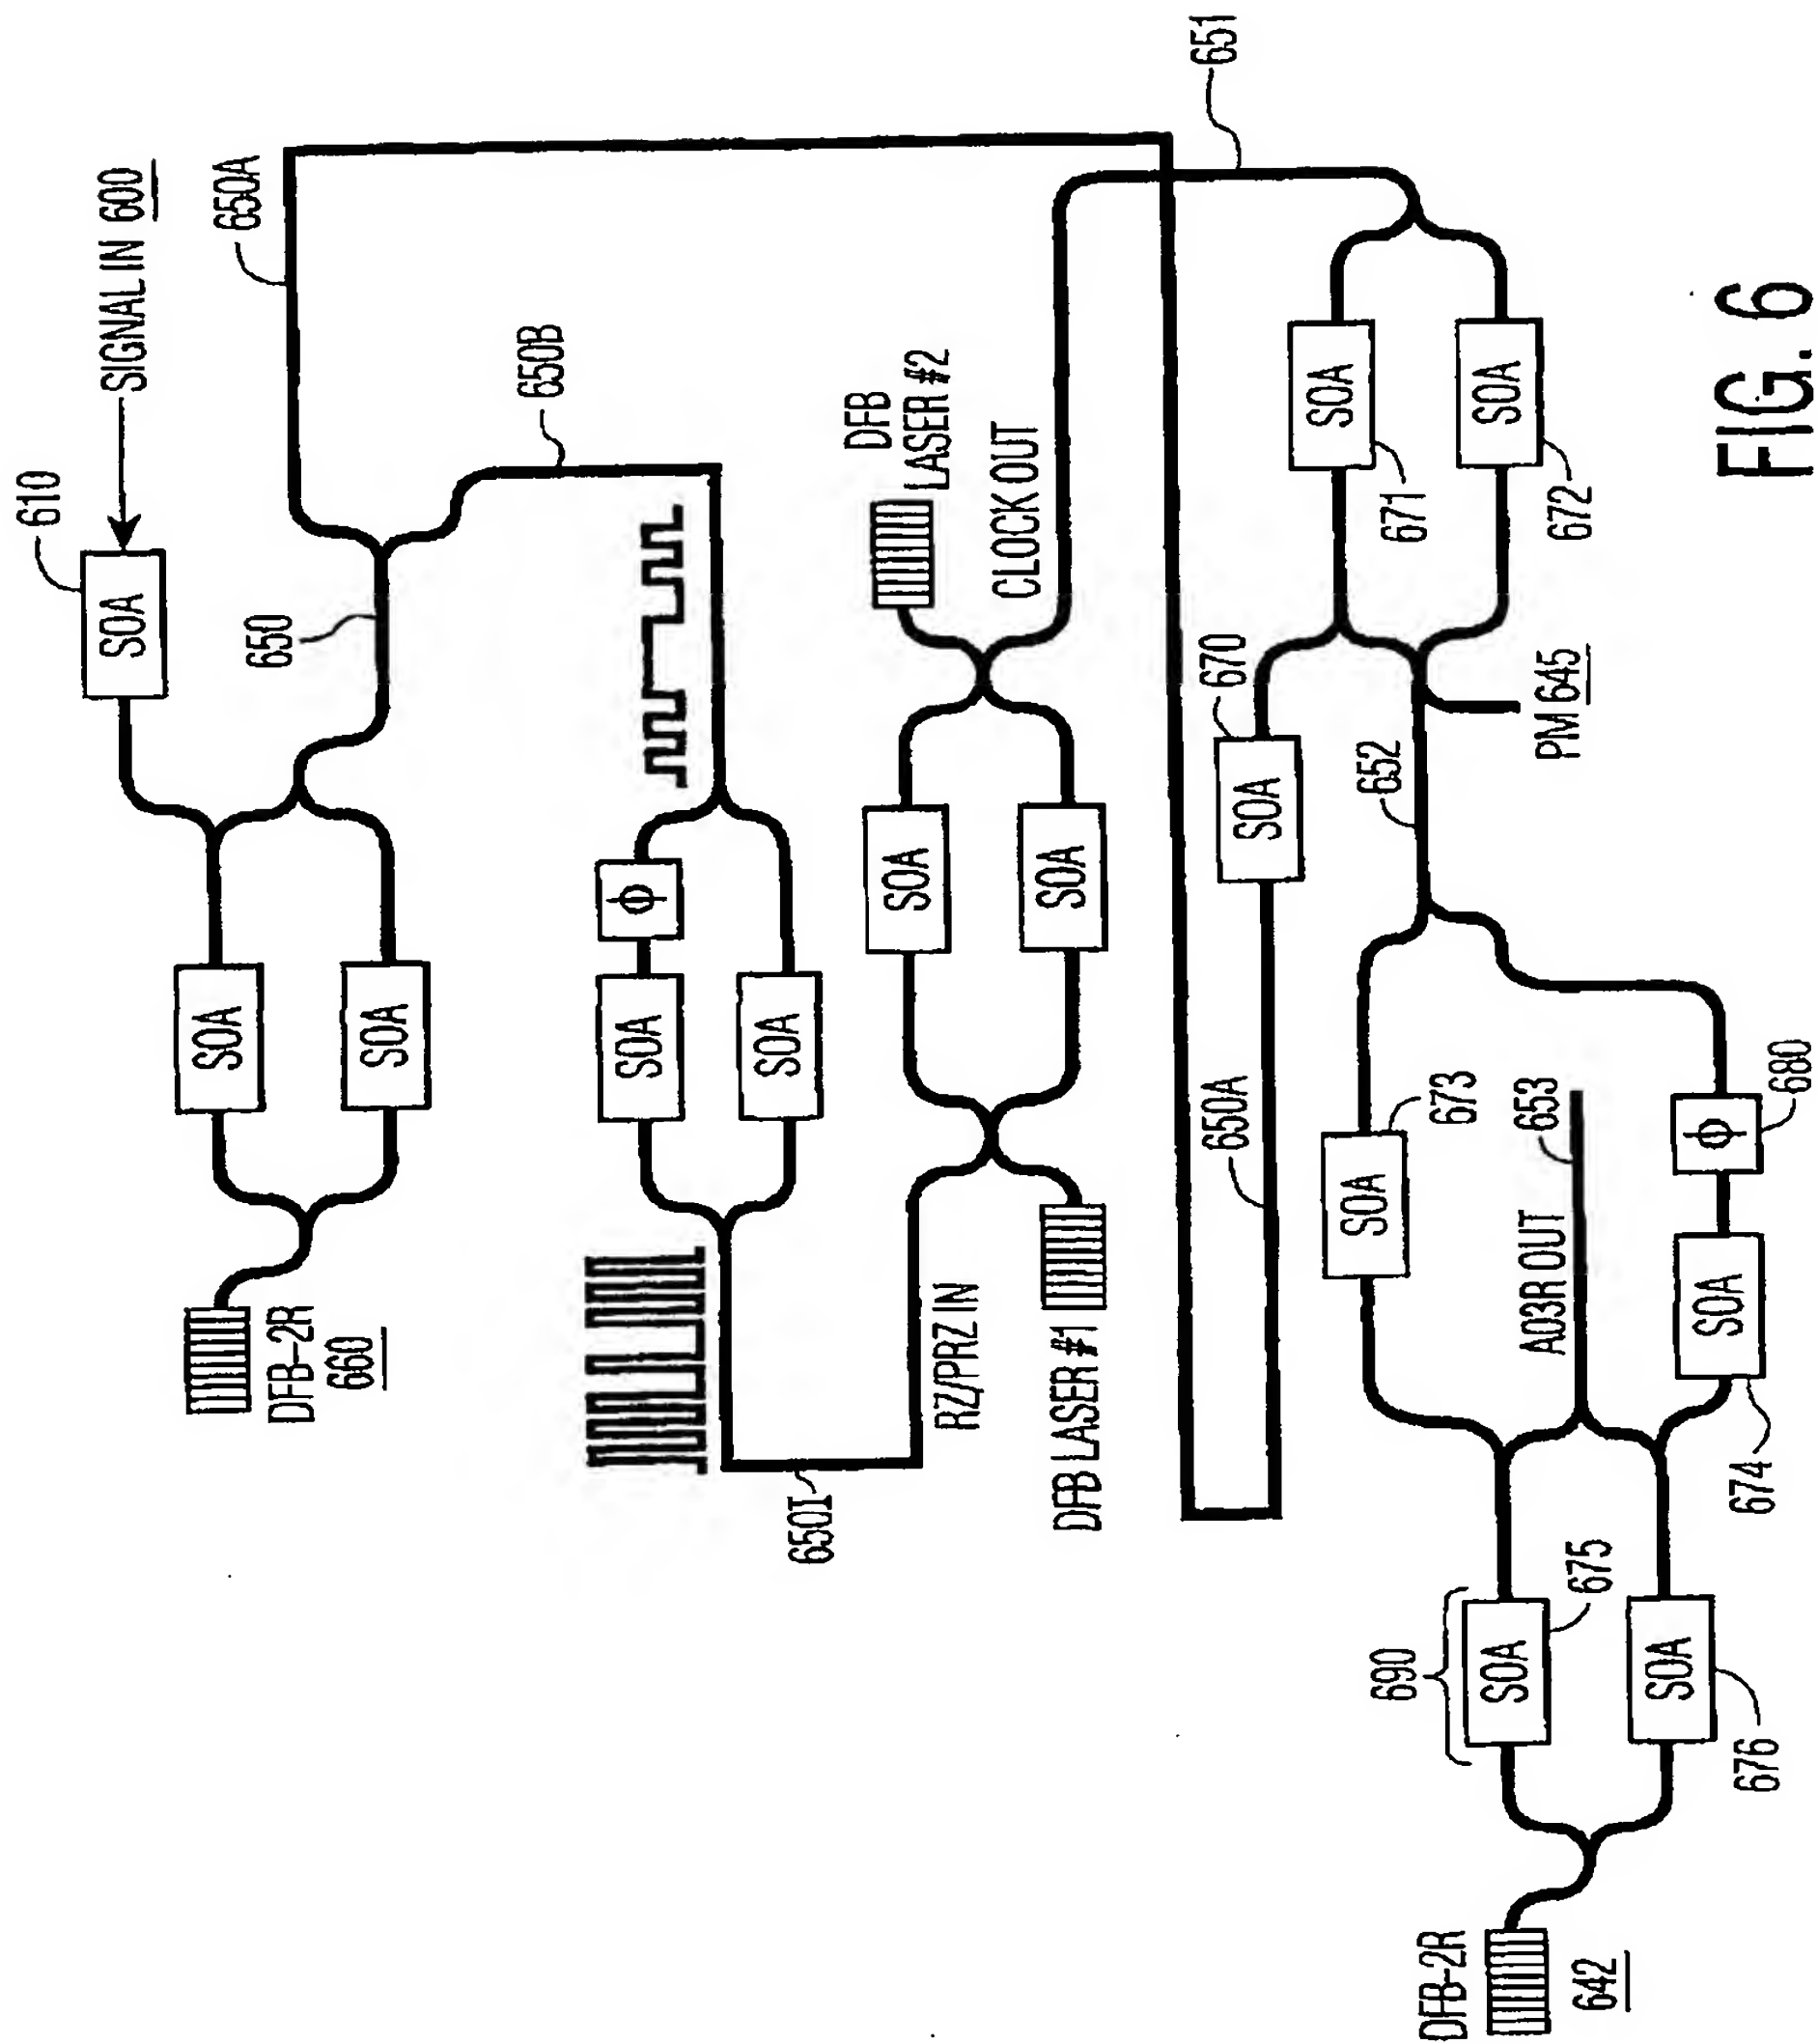 SIGNAL IN 600
610
SOA
650A
650
650B
SOA
SOA
DFB-2R
660
φ
SOA
SOA
650I
RZ/PRZ IN
DFB LASER #1
DFB
LASER #2
CLOCK OUT
SOA
SOA
651
650A
670
SOA
SOA
671
SOA
672
PM 645
652
SOA
673
A03R OUT
653
φ
680
SOA
674
690
SOA
675
SOA
676
DFB-2R
642
FIG. 6